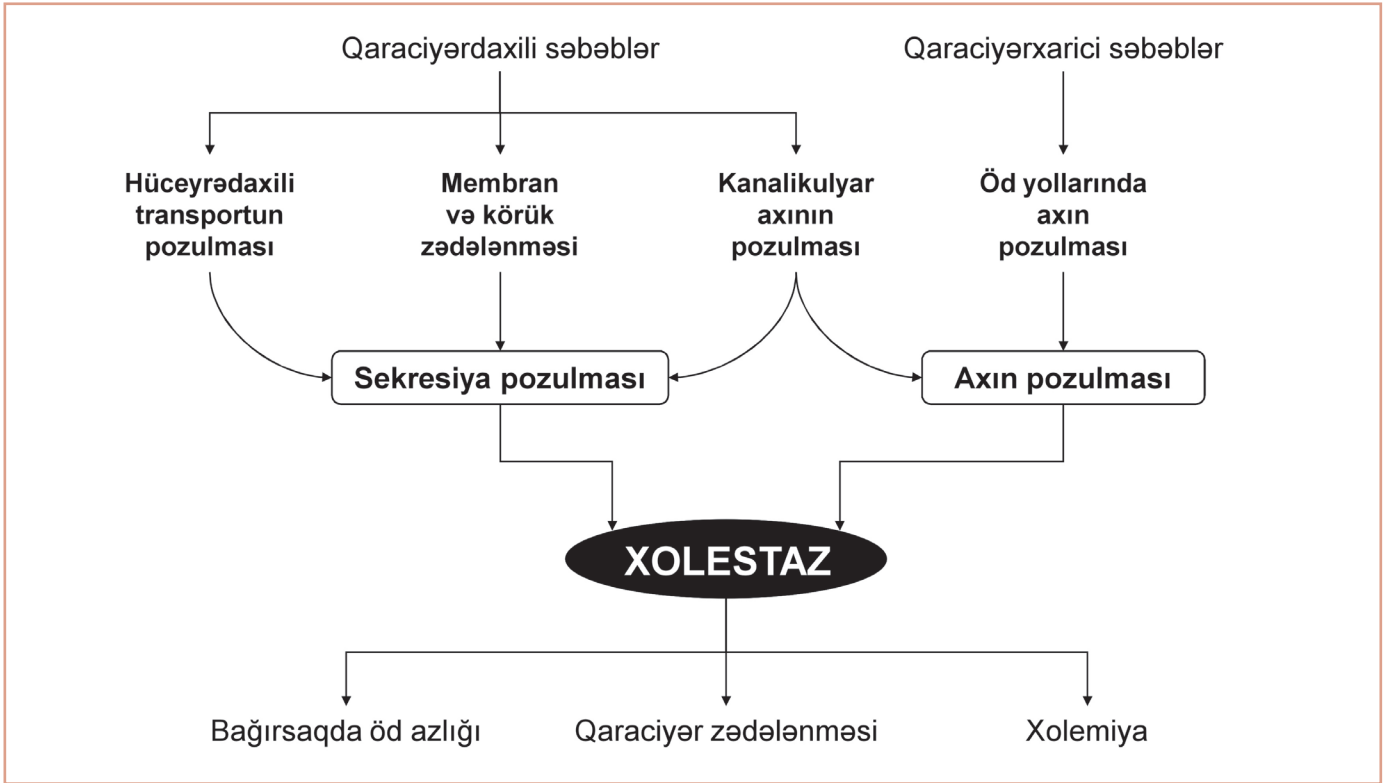 Qaraciyərdaxili səbəblər
Qaraciyərxarici səbəblər
Hüceyrədaxili
transportun
pozulması
Membran
və körük
zədələnməsi
Kanalikulyar
axının
pozulması
Öd yollarında
axın
pozulması
Sekresiya pozulması
Axın pozulması
XOLESTAZ
Bağırsaqda öd azlığı
Qaraciyər zədələnməsi
Xolemiya